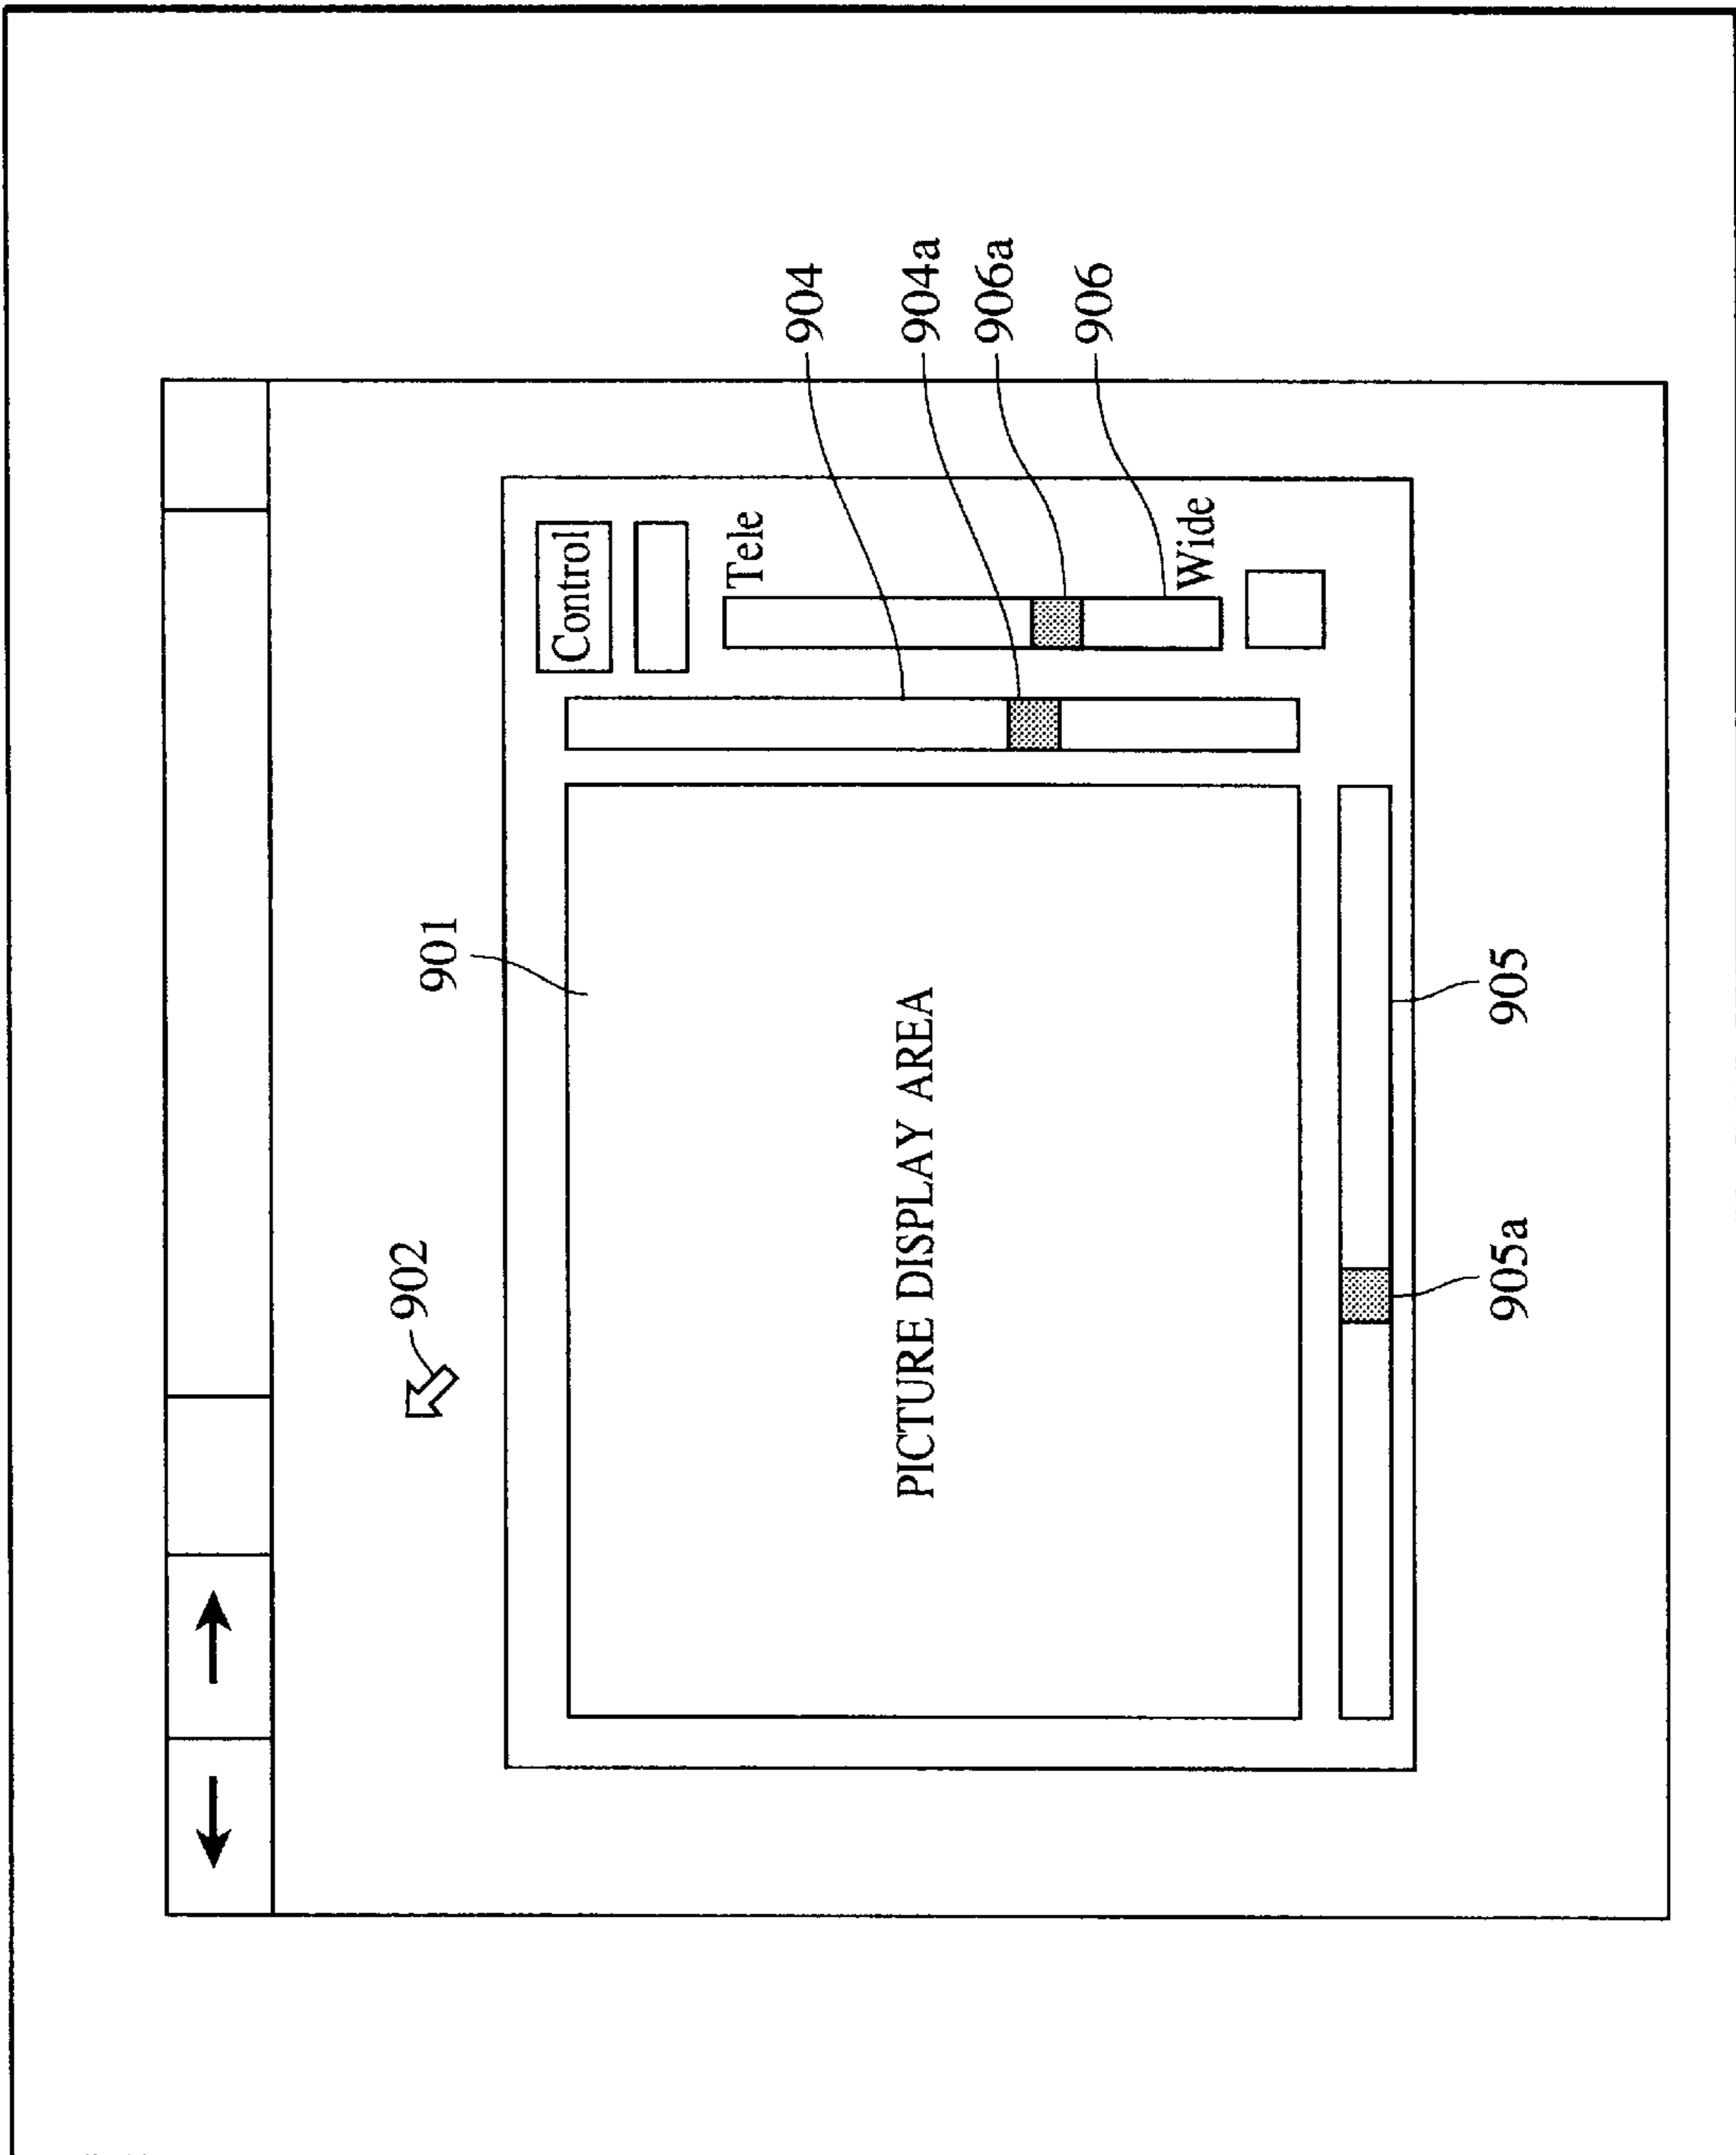 902
901
Control
Tele
904
PICTURE DISPLAY AREA
904a
906a
906
Wide
905a
905